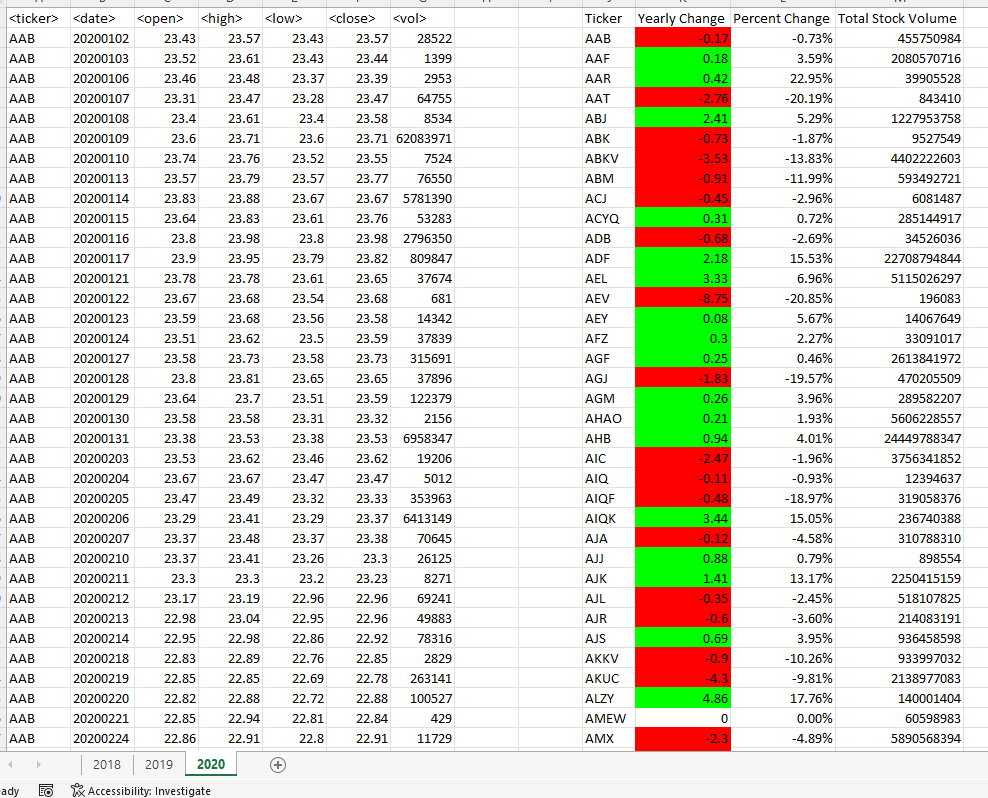 <ticker> <date> <open> <high> <low> <close> <vol> Ticker Yearly Change Percent Change Total Stock Volume
AAB 20200102 23.43 23.57 23.43 23.57 28522 AAB -0.17 -0.73% 455750984
AAB 20200103 23.52 23.61 23.43 23.44 1399 AAF 0.18 3.59% 2080570716
AAB 20200106 23.46 23.48 23.37 23.39 2953 AAR 0.42 22.95% 39905528
AAB 20200107 23.31 23.47 23.28 23.47 64755 AAT -2.76 -20.19% 843410
AAB 20200108 23.4 23.61 23.4 23.58 8534 ABJ 2.41 5.29% 1227953758
AAB 20200109 23.6 23.71 23.6 23.71 62083971 ABK -0.73 -1.87% 9527549
AAB 20200110 23.74 23.76 23.52 23.55 7524 ABKV -3.53 -13.83% 4402222603
AAB 20200113 23.57 23.79 23.57 23.77 76550 ABM -0.91 -11.99% 593492721
AAB 20200114 23.83 23.88 23.67 23.67 5781390 ACJ -0.45 -2.96% 6081487
AAB 20200115 23.64 23.83 23.61 23.76 53283 ACYQ 0.31 0.72% 285144917
AAB 20200116 23.8 23.98 23.8 23.98 2796350 ADB -0.68 -2.69% 34526036
AAB 20200117 23.9 23.95 23.79 23.82 809847 ADF 2.18 15.53% 22708794844
AAB 20200121 23.78 23.78 23.61 23.65 37674 AEL 3.33 6.96% 5115026297
AAB 20200122 23.67 23.68 23.54 23.68 681 AEV -8.75 -20.85% 196083
AAB 20200123 23.59 23.68 23.56 23.58 14342 AEY 0.08 5.67% 14067649
AAB 20200124 23.51 23.62 23.5 23.59 37839 AFZ 0.3 2.27% 33091017
AAB 20200127 23.58 23.73 23.58 23.73 315691 AGF 0.25 0.46% 2613841972
AAB 20200128 23.8 23.81 23.65 23.65 37896 AGJ -1.83 -19.57% 470205509
AAB 20200129 23.64 23.7 23.51 23.59 122379 AGM 0.26 3.96% 289582207
AAB 20200130 23.58 23.58 23.31 23.32 2156 AHAO 0.21 1.93% 5606228557
AAB 20200131 23.38 23.53 23.38 23.53 6958347 AHB 0.94 4.01% 24449788347
AAB 20200203 23.53 23.62 23.46 23.62 19206 AIC -2.47 -1.96% 3756341852
AAB 20200204 23.67 23.67 23.47 23.47 5012 AIQ -0.11 -0.93% 12394637
AAB 20200205 23.47 23.49 23.32 23.33 353963 AIQF -0.48 -18.97% 319058376
AAB 20200206 23.29 23.41 23.29 23.37 6413149 AIQK 3.44 15.05% 236740388
AAB 20200207 23.37 23.48 23.37 23.38 70645 AJA -0.12 -4.58% 310788310
AAB 20200210 23.37 23.41 23.26 23.3 26125 AJJ 0.88 0.79% 898554
AAB 20200211 23.3 23.3 23.2 23.23 8271 AJK 1.41 13.17% 2250415159
AAB 20200212 23.17 23.19 22.96 22.96 69241 AJL -0.35 -2.45% 518107825
AAB 20200213 22.98 23.04 22.95 22.96 49883 AJR -0.6 -3.60% 214083191
AAB 20200214 22.95 22.98 22.86 22.92 78316 AJS 0.69 3.95% 936458598
AAB 20200218 22.83 22.89 22.76 22.85 2829 AKKV -0.9 -10.26% 933997032
AAB 20200219 22.85 22.85 22.69 22.78 263141 AKUC -4.3 -9.81% 2138977083
AAB 20200220 22.82 22.88 22.72 22.88 100527 ALZY 4.86 17.76% 140001404
AAB 20200221 22.85 22.94 22.81 22.84 429 AMEW 0 0.00% 60598983
AAB 20200224 22.86 22.91 22.8 22.91 11729 AMX -2.3 -4.89% 5890568394
2018 2019 2020
ady Accessibility: Investigate